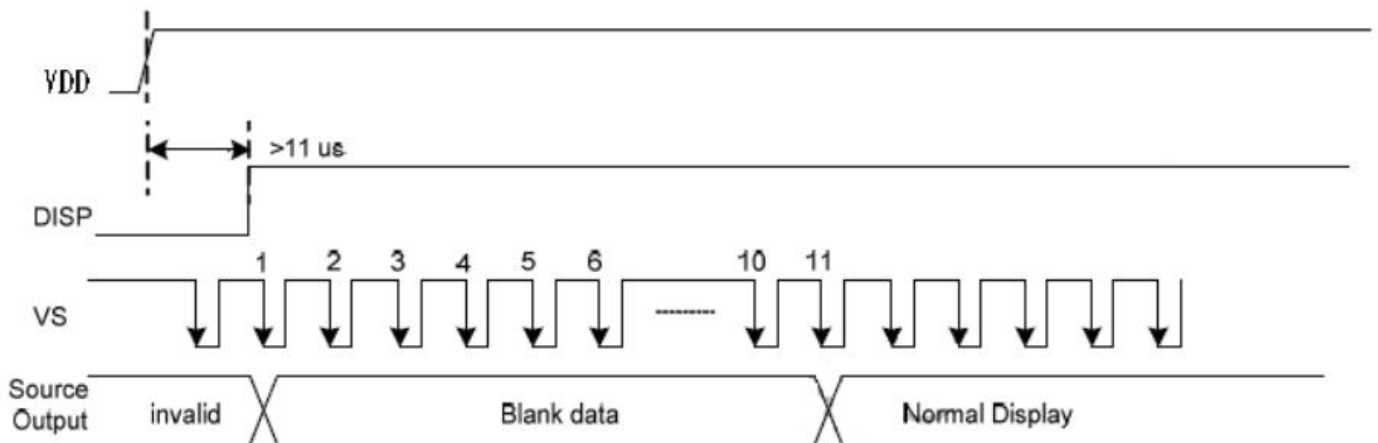 VDD
>11 us
DISP
1 2 3 4 5 6 10 11
VS
Source
Output
invalid
Blank data
Normal Display